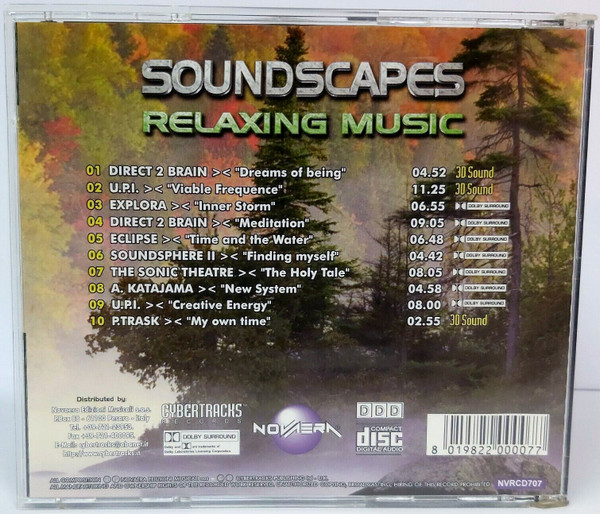 SOUNDSCAPES
RELAXING MUSIC
01 DIRECT 2 BRAIN >< "Dreams of being" 04.52 3D Sound
02 U.P.I. >< "Viable Frequence" 11.25 3D Sound
03 EXPLORA >< "Inner Storm" 06.55 DOLBY SURROUND
04 DIRECT 2 BRAIN >< "Meditation" 09.05 DOLBY SURROUND
05 ECLIPSE >< "Time and the Water" 06.48 DOLBY SURROUND
06 SOUNDSPHERE II >< "Finding myself" 04.42 DOLBY SURROUND
07 THE SONIC THEATRE >< "The Holy Tale" 08.05 DOLBY SURROUND
08 A. KATAJAMA >< "New System" 04.58 DOLBY SURROUND
09 U.P.I. >< "Creative Energy" 08.00 DOLBY SURROUND
10 P.TRASK >< "My own time" 02.55 3D Sound
Distributed by:
Novaera Edizioni Musicali s.a.s.
Pesaro - Italy
CYBERTRACKS
RECORDS
DOLBY SURROUND
NOVAERA
DDD
COMPACT
disc
DIGITAL AUDIO
8 019822 000077
NVRCD707